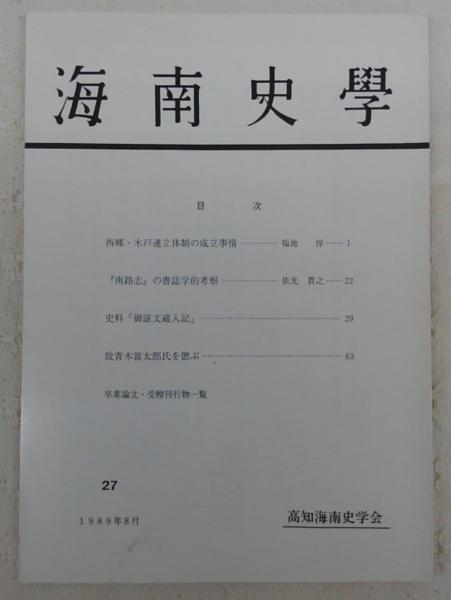 海南史學
目次
西郷・木戸連立体制の成立事情…………福地 惇……1
『南路志』の書誌学的考察………………依光 貫之……22
史料「御証文蔵入記」………………………………………29
故青木富太郎氏を偲ぶ………………………………………63
卒業論文・受贈刊行物一覧
27
1989年8月
高知海南史学会